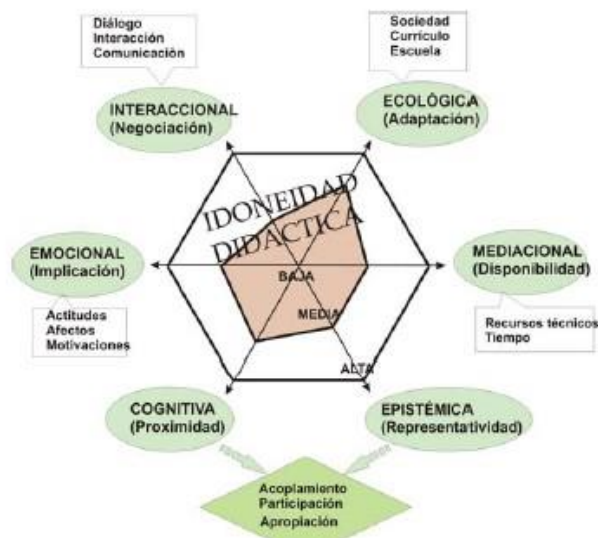 Diálogo
Interacción
Comunicación
Sociedad
Currículo
Escuela
INTERACCIONAL
(Negociación)
ECOLÓGICA
(Adaptación)
IDONEIDAD
DIDÁCTICA
EMOCIONAL
(Implicación)
MEDIACIONAL
(Disponibilidad)
BAJA
MEDIA
ALTA
Actitudes
Afectos
Motivaciones
Recursos técnicos
Tiempo
COGNITIVA
(Proximidad)
EPISTÉMICA
(Representatividad)
Acoplamiento
Participación
Apropiación